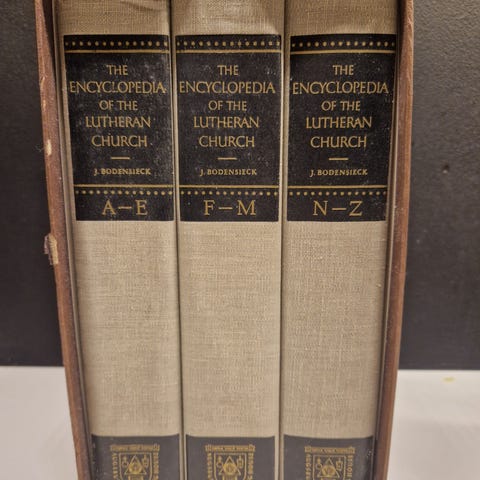 THE
ENCYCLOPEDIA
OF THE
LUTHERAN
CHURCH
J. BODENSIECK
A–E
THE
ENCYCLOPEDIA
OF THE
LUTHERAN
CHURCH
J. BODENSIECK
F–M
THE
ENCYCLOPEDIA
OF THE
LUTHERAN
CHURCH
J. BODENSIECK
N–Z